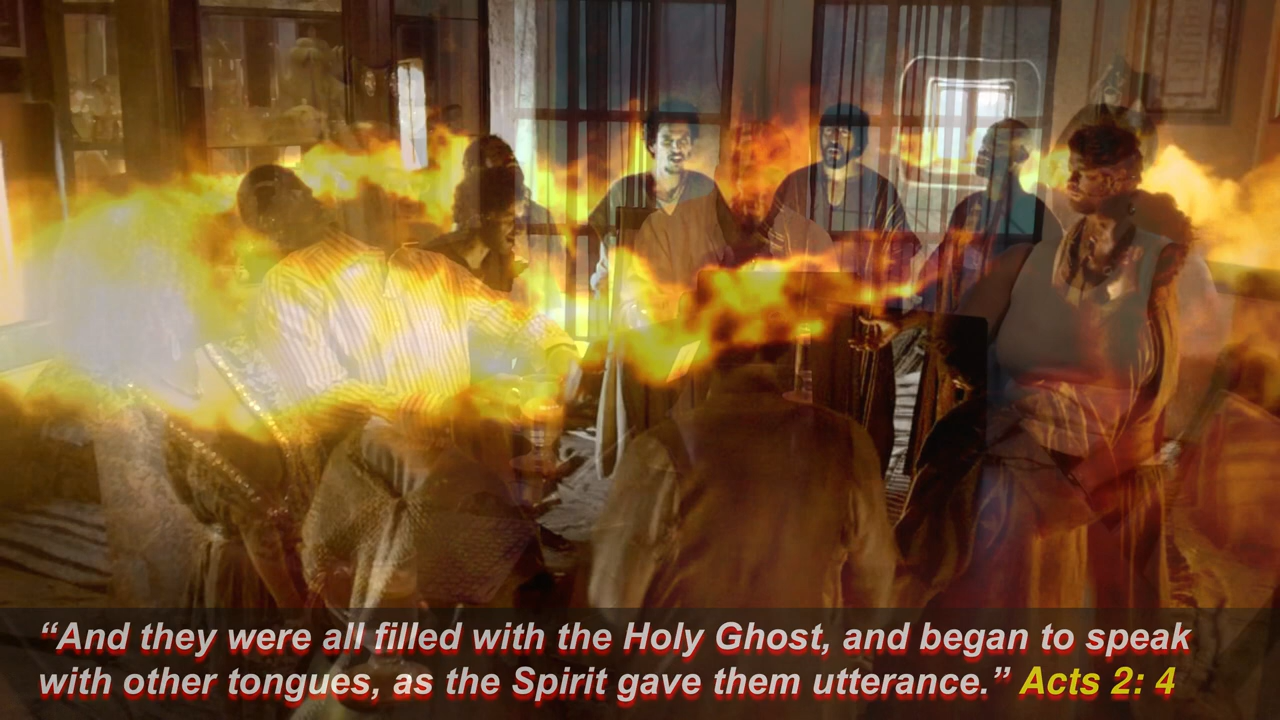 “And they were all filled with the Holy Ghost, and began to speak
with other tongues, as the Spirit gave them utterance.” Acts 2: 4